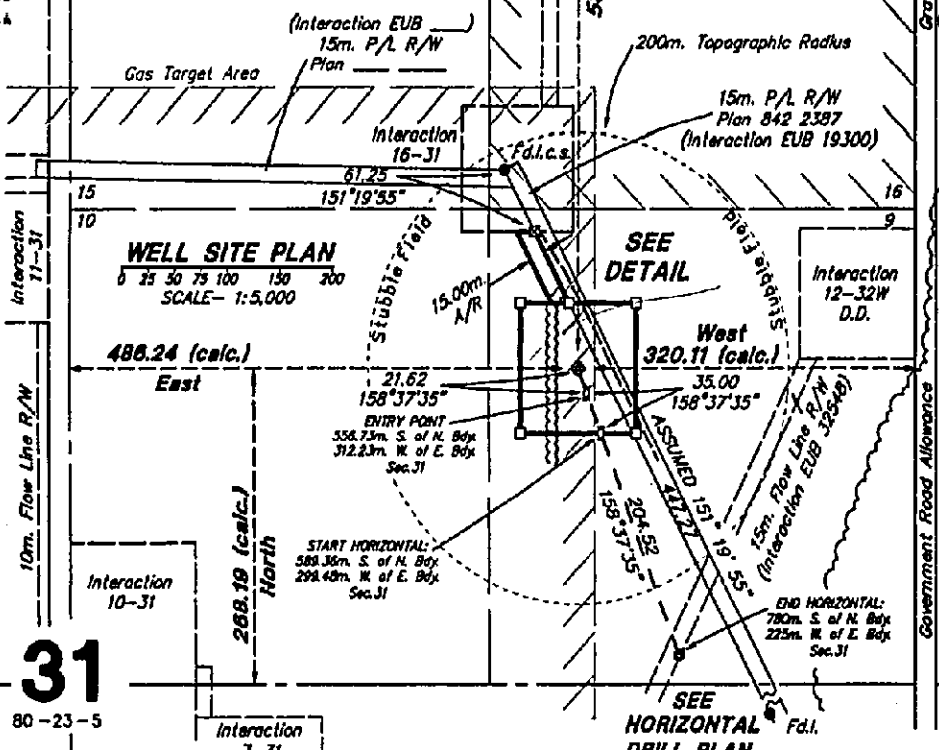 (Interaction EUB ___)
15m. P/L R/W
Plan ___ ___ ___
Gas Target Area
200m. Topographic Radius
15m. P/L R/W
Plan 842 2387
(Interaction EUB 19300)
Interaction
16-31
Fd.I.c.s.
61.25
151°19'55"
15
10
16
9
Interaction
11-31
WELL SITE PLAN
0 25 50 75 100 150 200
SCALE- 1:5,000
Stubble Field
Stubble Field
15.00m.
A/R
SEE
DETAIL
Interaction
12-32W
D.D.
486.24 (calc.)
East
West
320.11 (calc.)
21.62
158°37'35"
35.00
158°37'35"
ENTRY POINT
558.73m. S. of N. Bdy.
312.23m. W. of E. Bdy.
Sec.31
ASSUMED 151° 19' 55"
447.27
204.52
158°37'35"
15m. Flow Line R/W
(Interaction EUB 32548)
10m. Flow Line R/W
268.19 (calc.)
North
START HORIZONTAL:
589.36m S. of N. Bdy.
299.48m. W. of E. Bdy.
Sec.31
Interaction
10-31
END HORIZONTAL:
780m. S. of N. Bdy.
225m. W. of E. Bdy.
Sec.31
Government Road Allowance
Gra
31
80-23-5
Interaction
SEE
HORIZONTAL
DRILL PLAN
Fd.I.